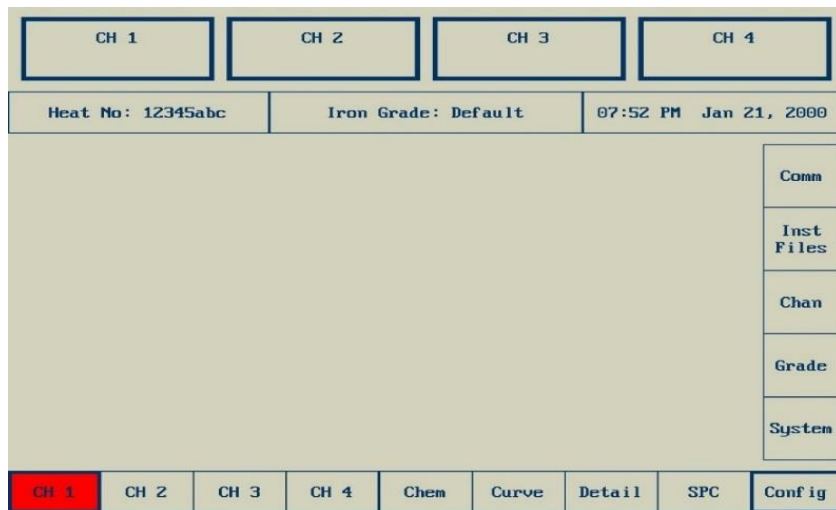 CH 1 CH 2 CH 3 CH 4
Heat No: 12345abc Iron Grade: Default 07:52 PM Jan 21, 2000
Comm
Inst
Files
Chan
Grade
System
CH 1 CH 2 CH 3 CH 4 Chem Curve Detail SPC Config